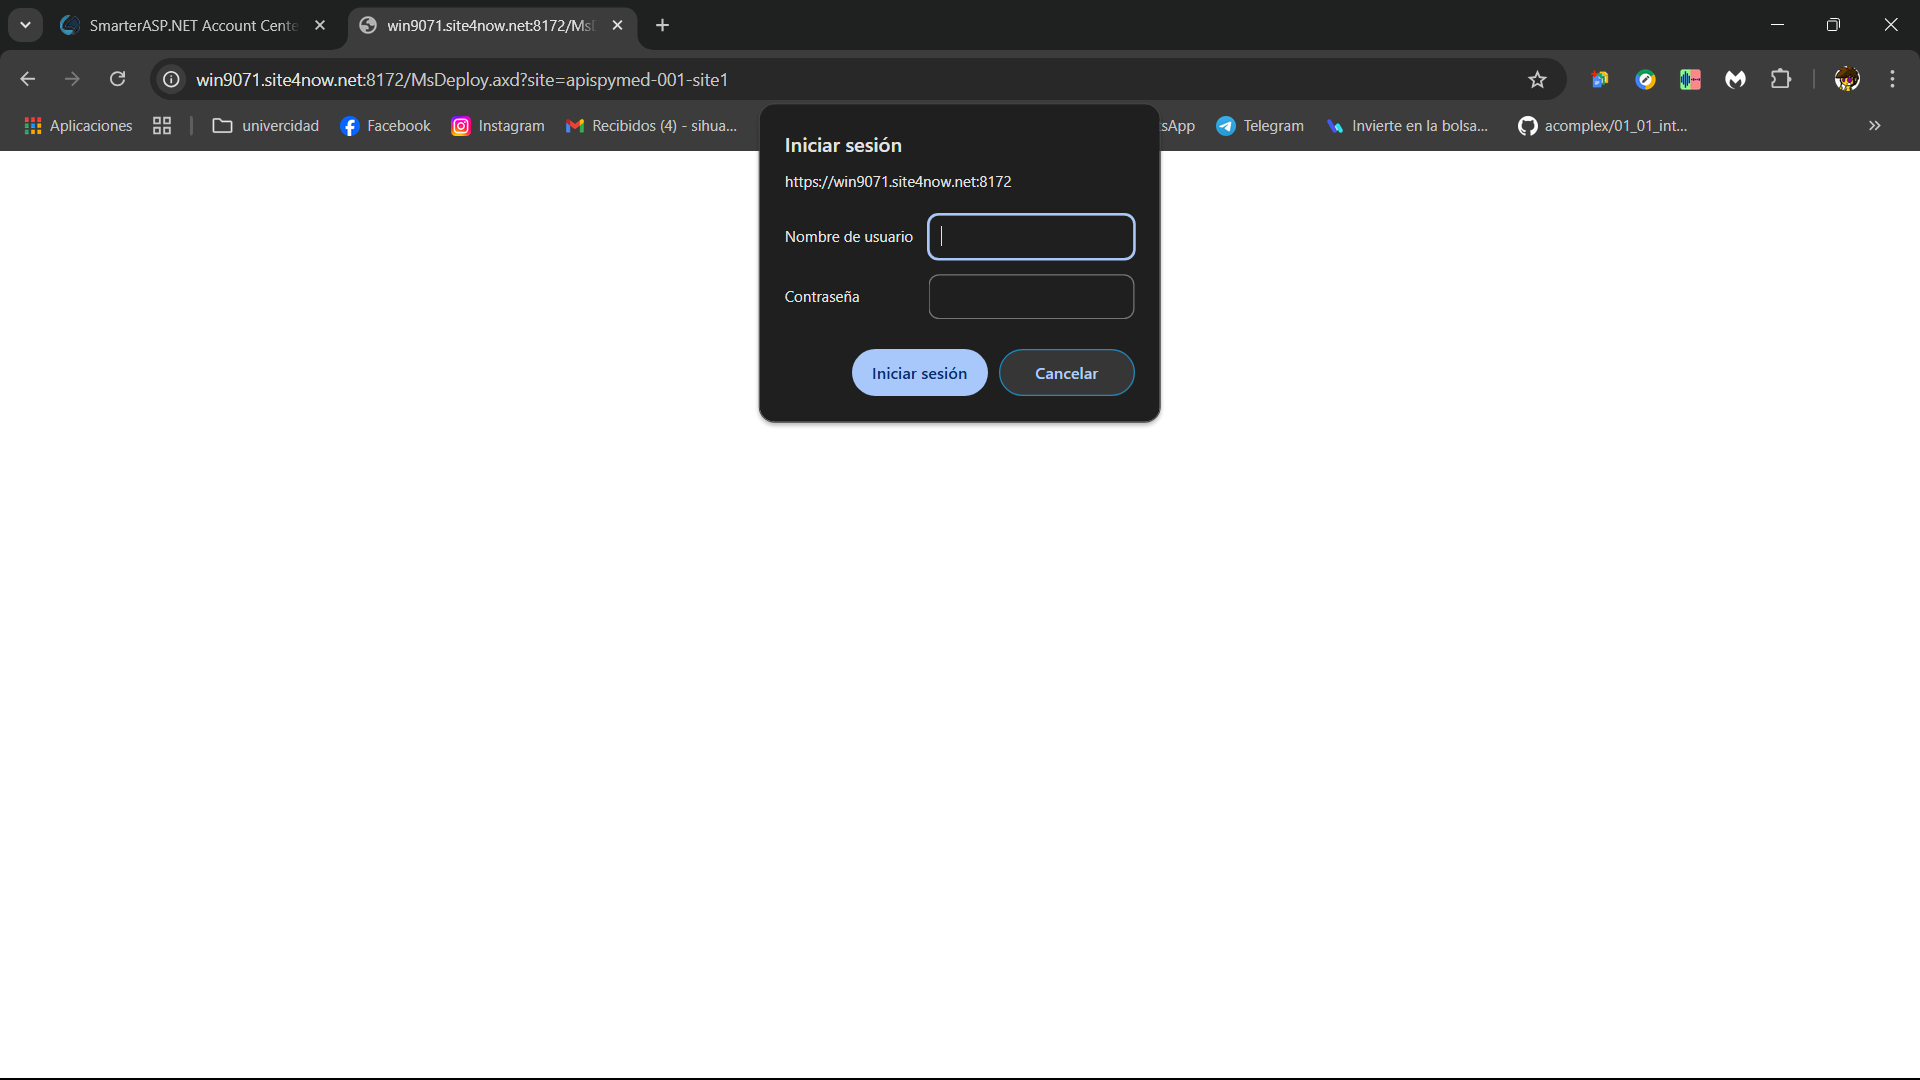 SmarterASP.NET Account Cente
win9071.site4now.net:8172/Ms
win9071.site4now.net:8172/MsDeploy.axd?site=apispymed-001-site1
Aplicaciones
univercidad
Facebook
Instagram
Recibidos (4) - sihua...
sApp
Telegram
Invierte en la bolsa...
acomplex/01_01_int...
Iniciar sesión
https://win9071.site4now.net:8172
Nombre de usuario
Contraseña
Iniciar sesión
Cancelar